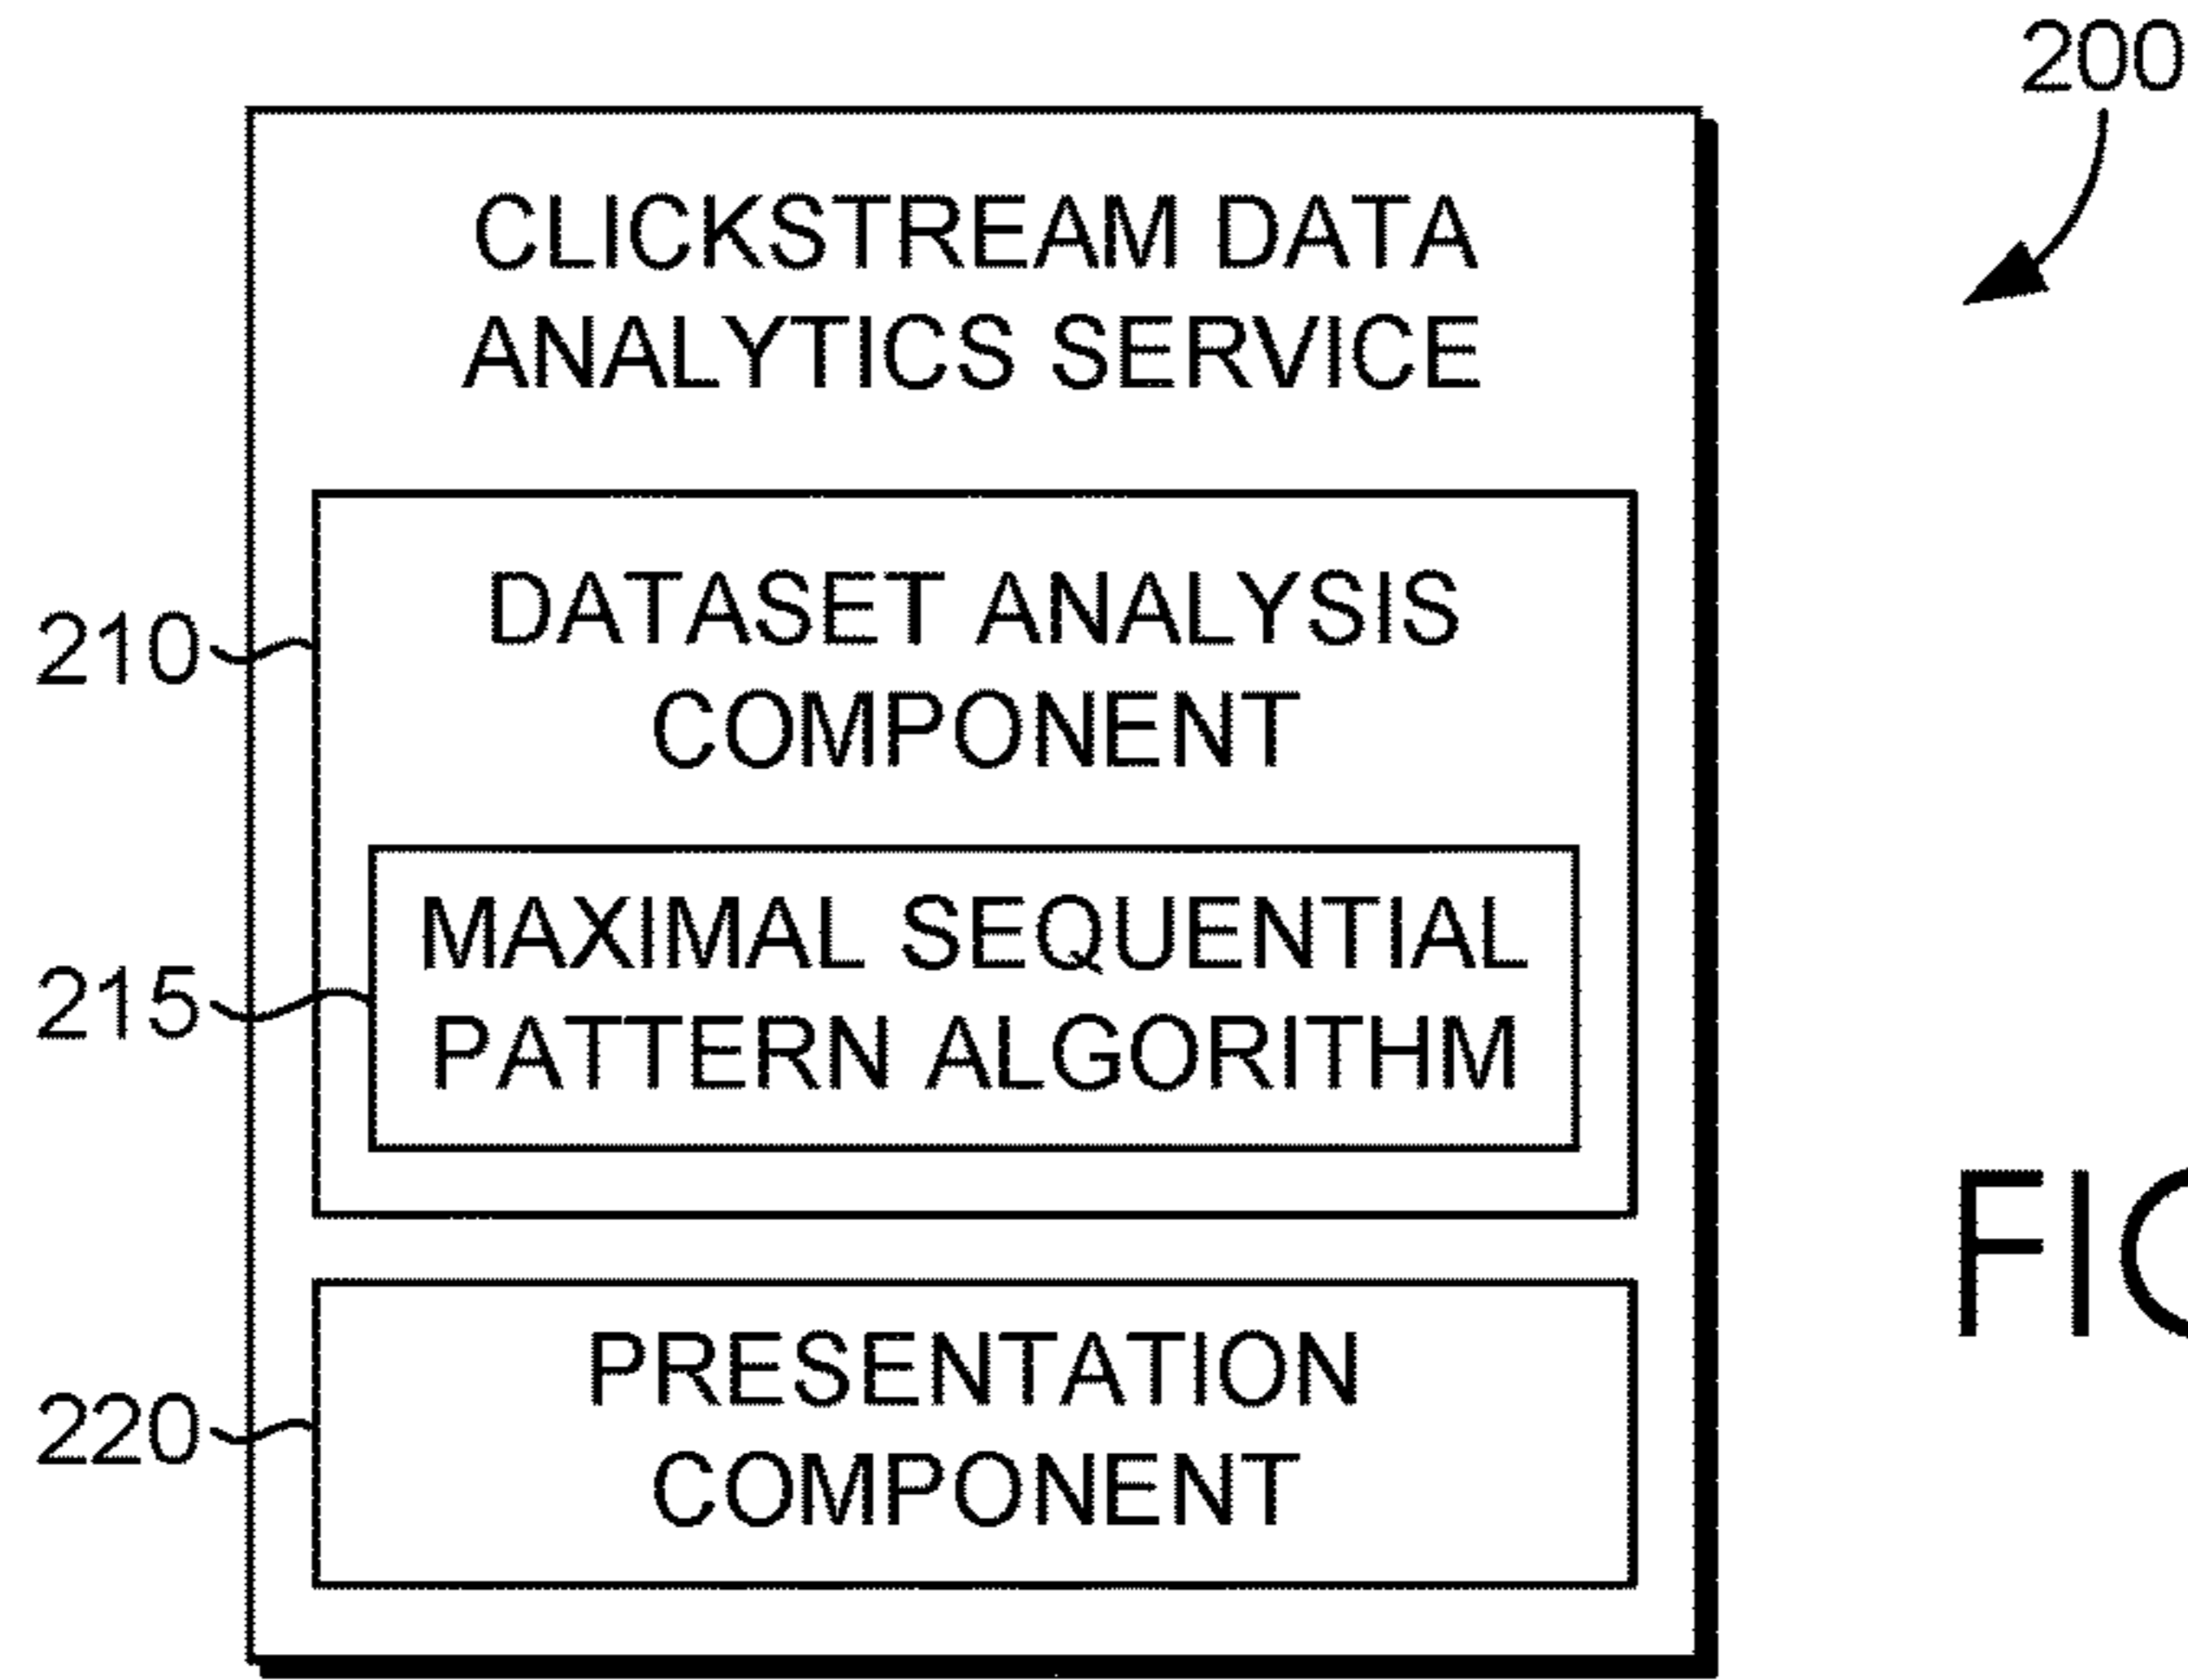 200
CLICKSTREAM DATA
ANALYTICS SERVICE
210
DATASET ANALYSIS
COMPONENT
215
MAXIMAL SEQUENTIAL
PATTERN ALGORITHM
220
PRESENTATION
COMPONENT